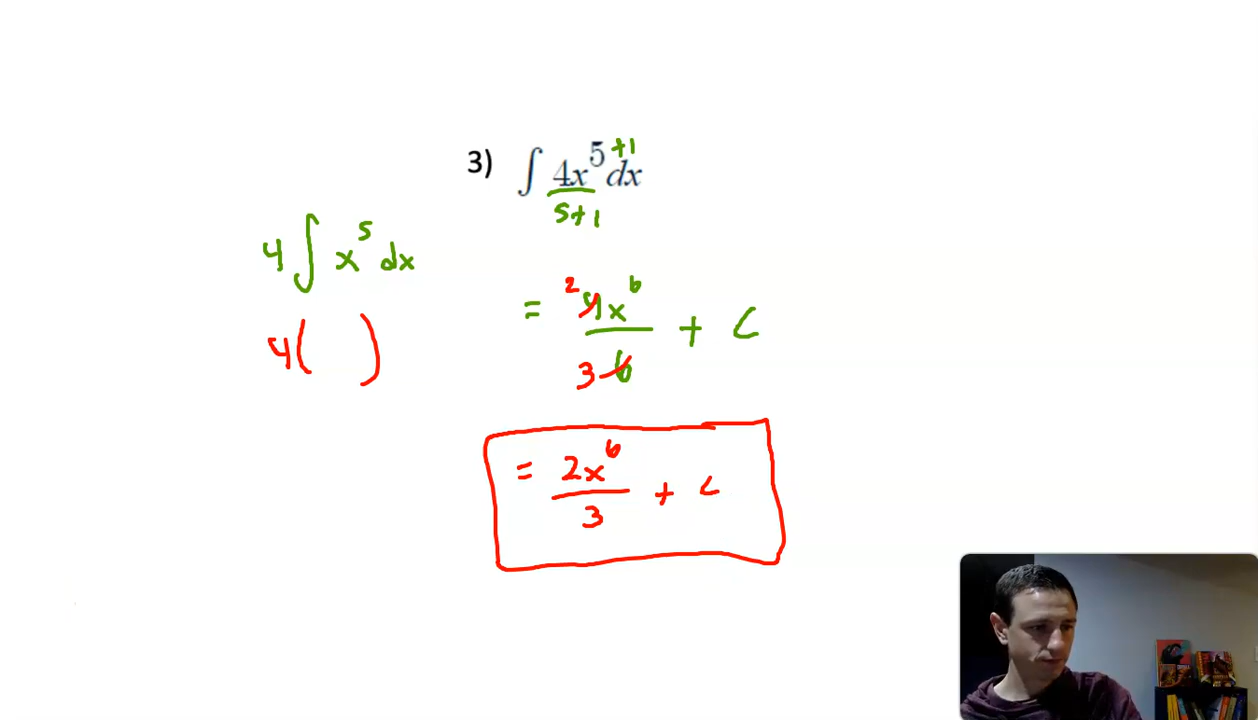 3) ∫ 4x^5 dx
+1
5+1
4∫ x^5 dx
4( )
= 4x^6/6 + C
2
3
= 2x^6/3 + C